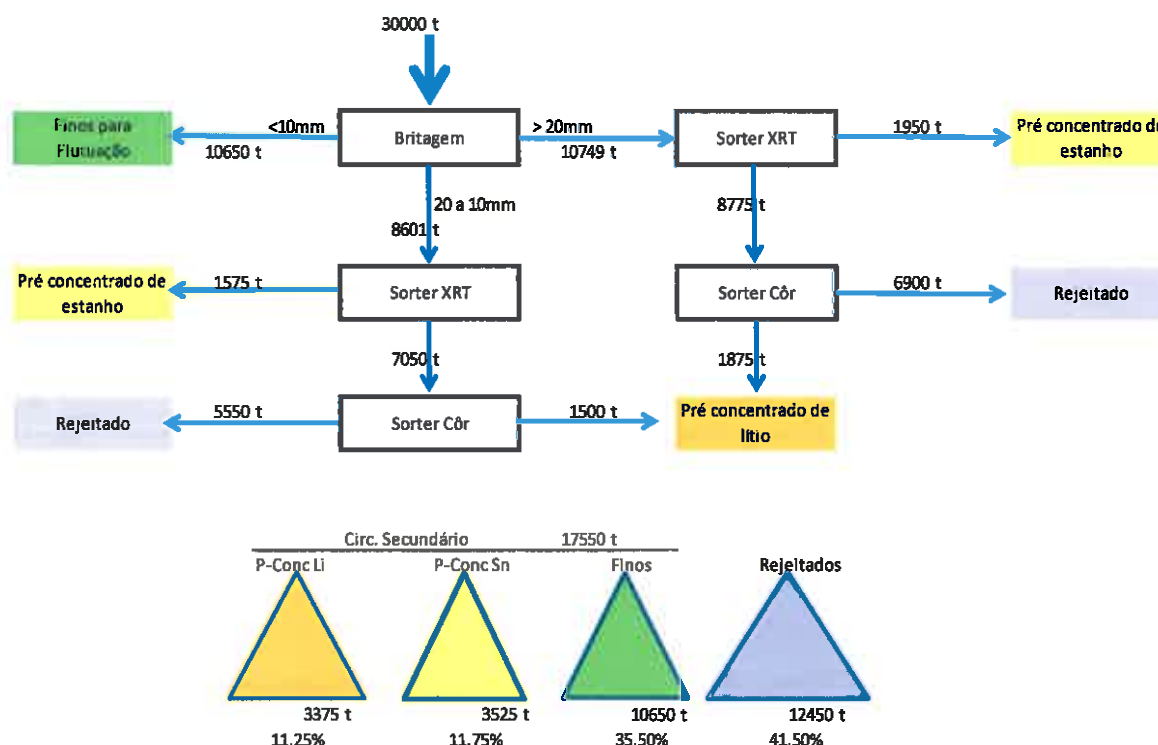 30000 t
Finos para
Flutuação
<10mm
10650 t
Britagem
> 20mm
10749 t
Sorter XRT
1950 t
Pré concentrado de
estanho
20 a 10mm
8601 t
8775 t
Pré concentrado de
estanho
1575 t
Sorter XRT
Sorter Côr
6900 t
Rejeitado
7050 t
1875 t
Rejeitado
5550 t
Sorter Côr
1500 t
Pré concentrado de
lítio
Circ. Secundário 17550 t
P-Conc Li P-Conc Sn Finos Rejeitados
3375 t 3525 t 10650 t 12450 t
11.25% 11.75% 35.50% 41.50%